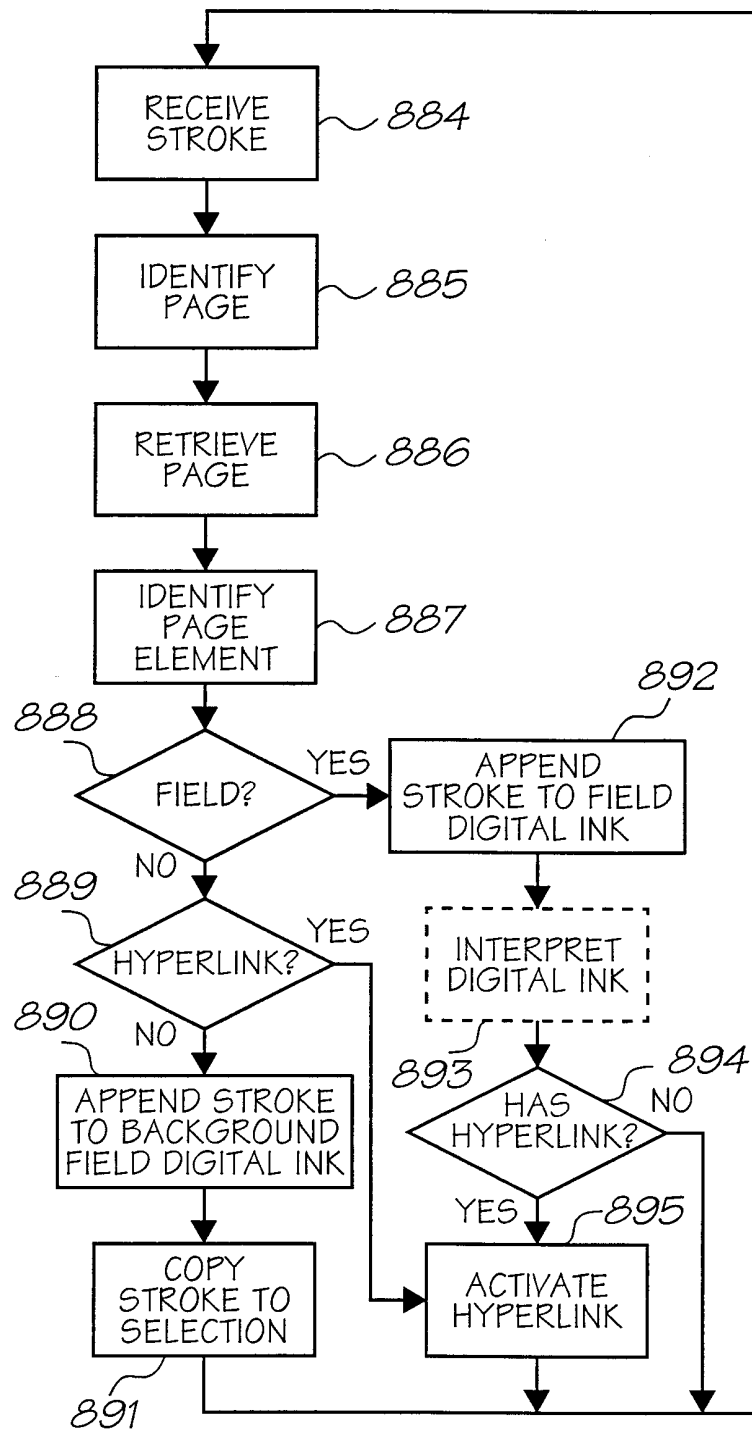 RECEIVE
STROKE
884
IDENTIFY
PAGE
885
RETRIEVE
PAGE
886
IDENTIFY
PAGE
ELEMENT
887
888
FIELD?
YES
NO
892
APPEND
STROKE TO FIELD
DIGITAL INK
889
HYPERLINK?
YES
NO
INTERPRET
DIGITAL INK
893
890
APPEND STROKE
TO BACKGROUND
FIELD DIGITAL INK
894
HAS
HYPERLINK?
NO
YES
895
ACTIVATE
HYPERLINK
COPY
STROKE TO
SELECTION
891